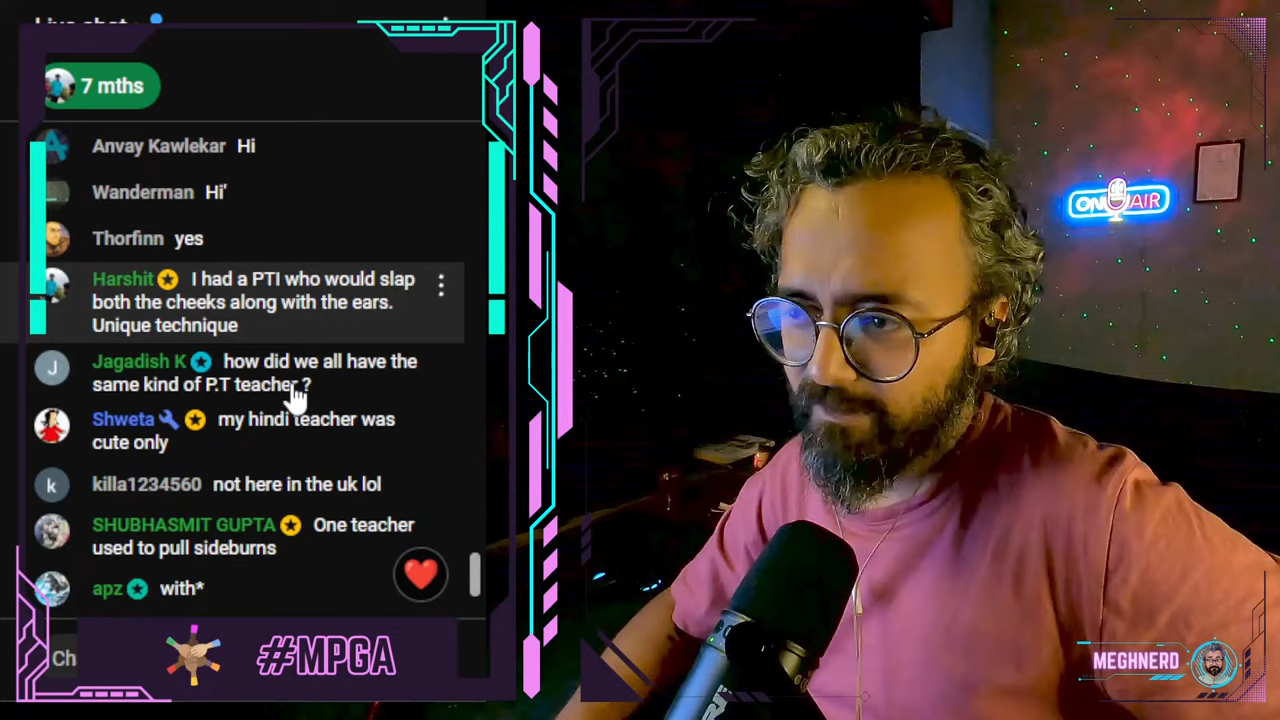 Live chat
7 mths
Anvay Kawlekar Hi
Wanderman Hi'
Thorfinn yes
Harshit I had a PTI who would slap
both the cheeks along with the ears.
Unique technique
J
Jagadish K how did we all have the
same kind of P.T teacher ?
Shweta my hindi teacher was
cute only
k
killa1234560 not here in the uk lol
SHUBHASMIT GUPTA One teacher
used to pull sideburns
apz with*
Ch
#MPGA
ON AIR
MEGHNERD